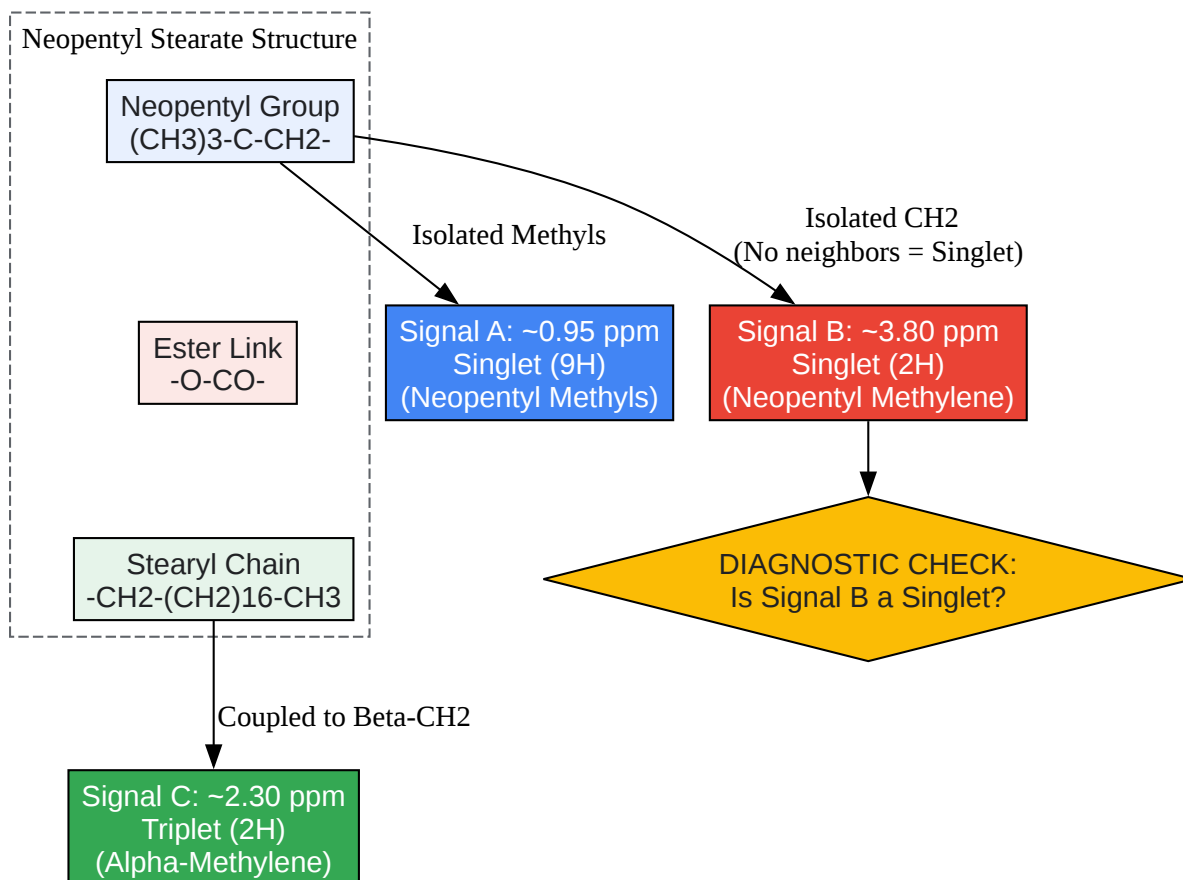 Neopentyl Stearate Structure
Neopentyl Group
(CH3)3-C-CH2-
Isolated Methyls
Isolated CH2
(No neighbors = Singlet)
Ester Link
-O-CO-
Signal A: ~0.95 ppm
Singlet (9H)
(Neopentyl Methyls)
Signal B: ~3.80 ppm
Singlet (2H)
(Neopentyl Methylene)
Stearyl Chain
-CH2-(CH2)16-CH3
DIAGNOSTIC CHECK:
Is Signal B a Singlet?
Coupled to Beta-CH2
Signal C: ~2.30 ppm
Triplet (2H)
(Alpha-Methylene)